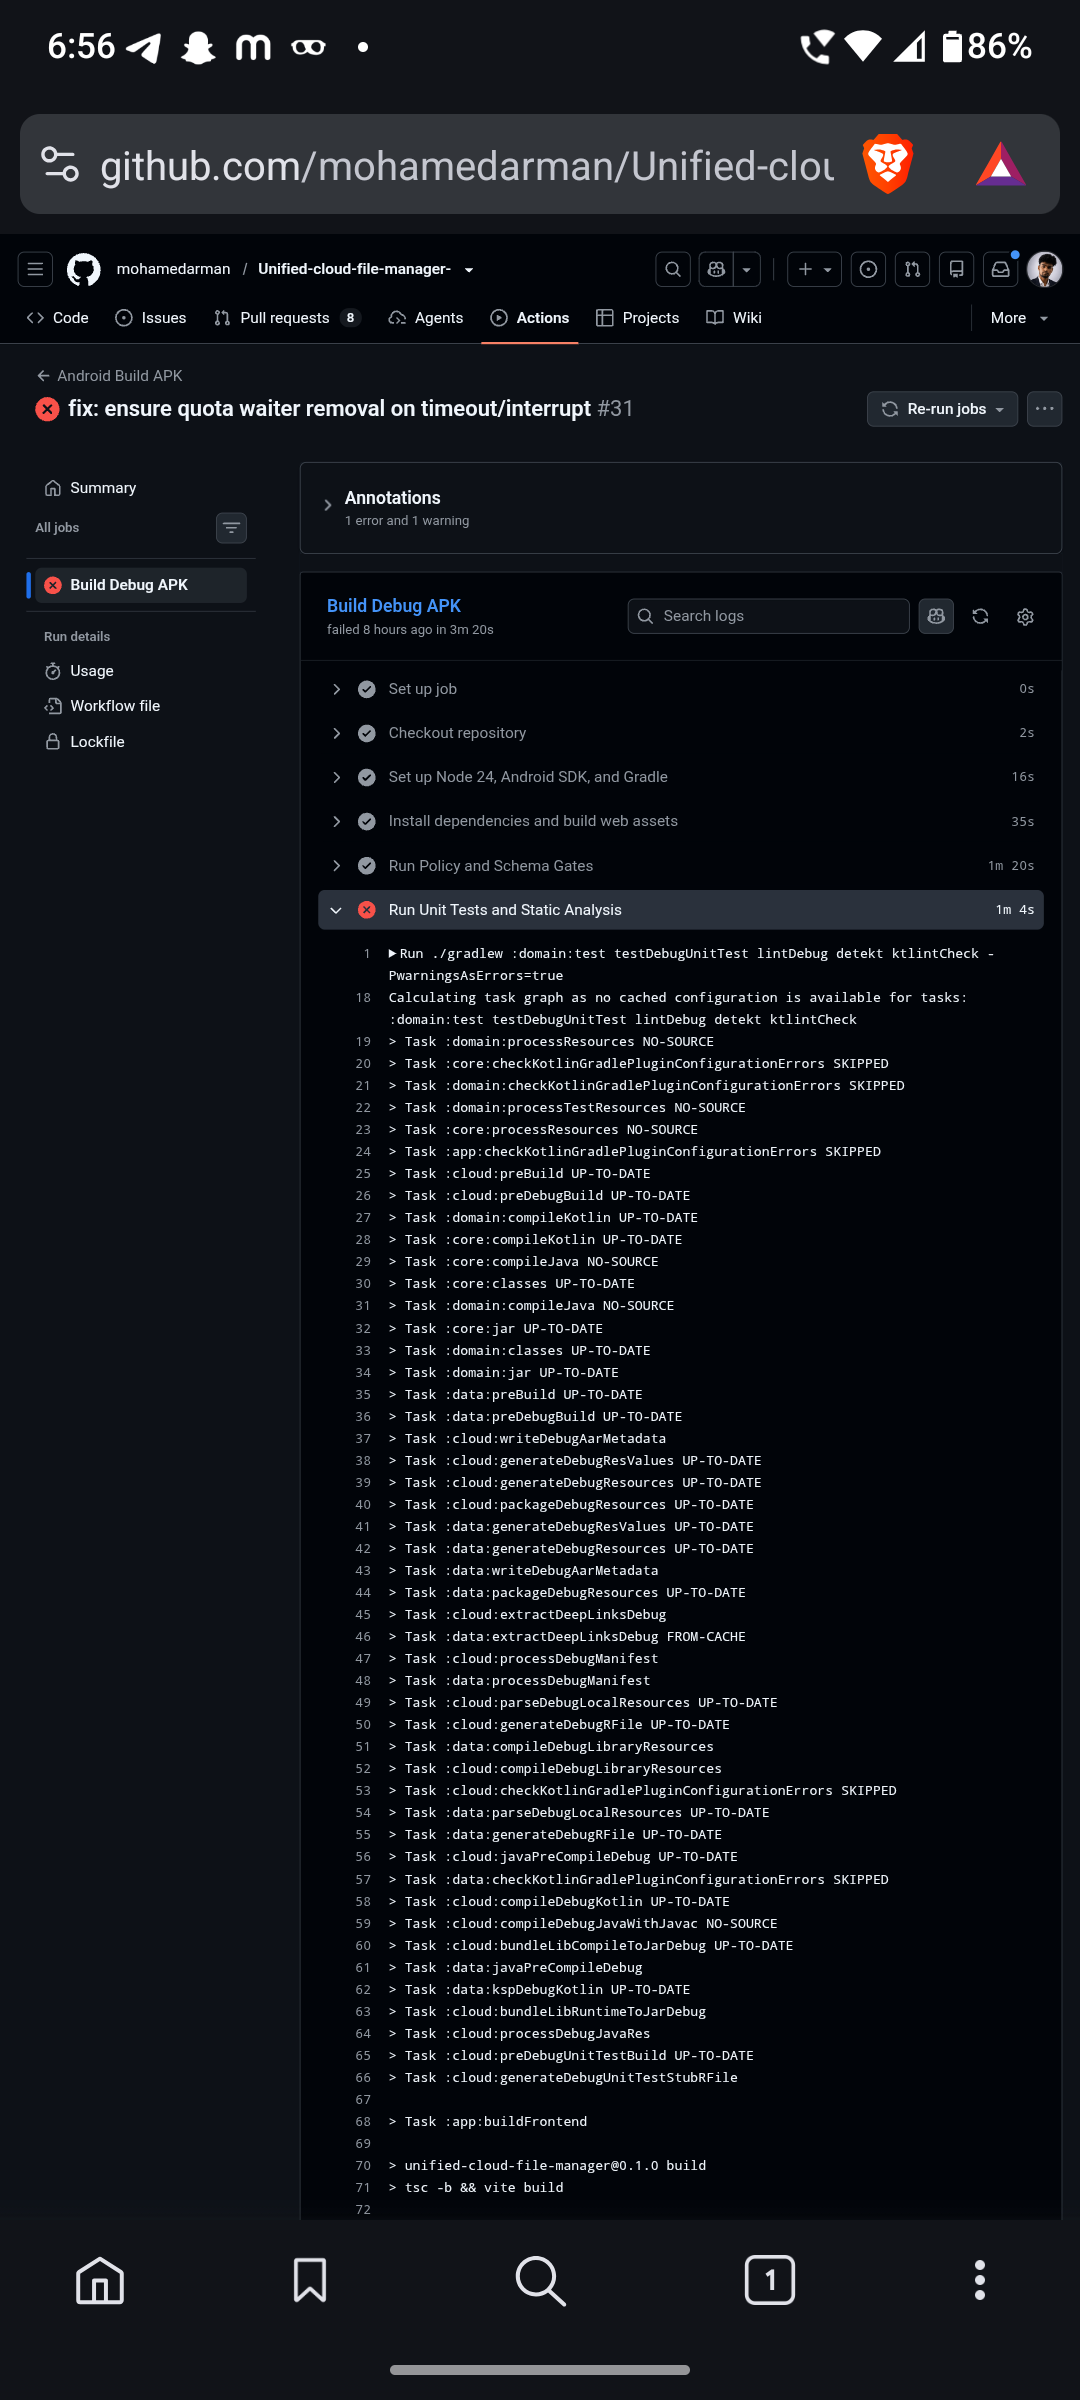 6:56
86%
github.com/mohamedarman/Unified-clou
mohamedarman / Unified-cloud-file-manager-
Code
Issues
Pull requests 8
Agents
Actions
Projects
Wiki
More
Android Build APK
fix: ensure quota waiter removal on timeout/interrupt #31
Re-run jobs
Summary
All jobs
Build Debug APK
Run details
Usage
Workflow file
Lockfile
Annotations
1 error and 1 warning
Build Debug APK
failed 8 hours ago in 3m 20s
Search logs
Set up job 0s
Checkout repository 2s
Set up Node 24, Android SDK, and Gradle 16s
Install dependencies and build web assets 35s
Run Policy and Schema Gates 1m 20s
Run Unit Tests and Static Analysis 1m 4s
1 Run ./gradlew :domain:test testDebugUnitTest lintDebug detekt ktlintCheck -
PwarningsAsErrors=true
18 Calculating task graph as no cached configuration is available for tasks:
:domain:test testDebugUnitTest lintDebug detekt ktlintCheck
19 > Task :domain:processResources NO-SOURCE
20 > Task :core:checkKotlinGradlePluginConfigurationErrors SKIPPED
21 > Task :domain:checkKotlinGradlePluginConfigurationErrors SKIPPED
22 > Task :domain:processTestResources NO-SOURCE
23 > Task :core:processResources NO-SOURCE
24 > Task :app:checkKotlinGradlePluginConfigurationErrors SKIPPED
25 > Task :cloud:preBuild UP-TO-DATE
26 > Task :cloud:preDebugBuild UP-TO-DATE
27 > Task :domain:compileKotlin UP-TO-DATE
28 > Task :core:compileKotlin UP-TO-DATE
29 > Task :core:compileJava NO-SOURCE
30 > Task :core:classes UP-TO-DATE
31 > Task :domain:compileJava NO-SOURCE
32 > Task :core:jar UP-TO-DATE
33 > Task :domain:classes UP-TO-DATE
34 > Task :domain:jar UP-TO-DATE
35 > Task :data:preBuild UP-TO-DATE
36 > Task :data:preDebugBuild UP-TO-DATE
37 > Task :cloud:writeDebugAarMetadata
38 > Task :cloud:generateDebugResValues UP-TO-DATE
39 > Task :cloud:generateDebugResources UP-TO-DATE
40 > Task :cloud:packageDebugResources UP-TO-DATE
41 > Task :data:generateDebugResValues UP-TO-DATE
42 > Task :data:generateDebugResources UP-TO-DATE
43 > Task :data:writeDebugAarMetadata
44 > Task :data:packageDebugResources UP-TO-DATE
45 > Task :cloud:extractDeepLinksDebug
46 > Task :data:extractDeepLinksDebug FROM-CACHE
47 > Task :cloud:processDebugManifest
48 > Task :data:processDebugManifest
49 > Task :cloud:parseDebugLocalResources UP-TO-DATE
50 > Task :cloud:generateDebugRFile UP-TO-DATE
51 > Task :data:compileDebugLibraryResources
52 > Task :cloud:compileDebugLibraryResources
53 > Task :cloud:checkKotlinGradlePluginConfigurationErrors SKIPPED
54 > Task :data:parseDebugLocalResources UP-TO-DATE
55 > Task :data:generateDebugRFile UP-TO-DATE
56 > Task :cloud:javaPreCompileDebug UP-TO-DATE
57 > Task :data:checkKotlinGradlePluginConfigurationErrors SKIPPED
58 > Task :cloud:compileDebugKotlin UP-TO-DATE
59 > Task :cloud:compileDebugJavaWithJavac NO-SOURCE
60 > Task :cloud:bundleLibCompileToJarDebug UP-TO-DATE
61 > Task :data:javaPreCompileDebug
62 > Task :data:kspDebugKotlin UP-TO-DATE
63 > Task :cloud:bundleLibRuntimeToJarDebug
64 > Task :cloud:processDebugJavaRes
65 > Task :cloud:preDebugUnitTestBuild UP-TO-DATE
66 > Task :cloud:generateDebugUnitTestStubRFile
67
68 > Task :app:buildFrontend
69
70 > unified-cloud-file-manager@0.1.0 build
71 > tsc -b && vite build
72
1